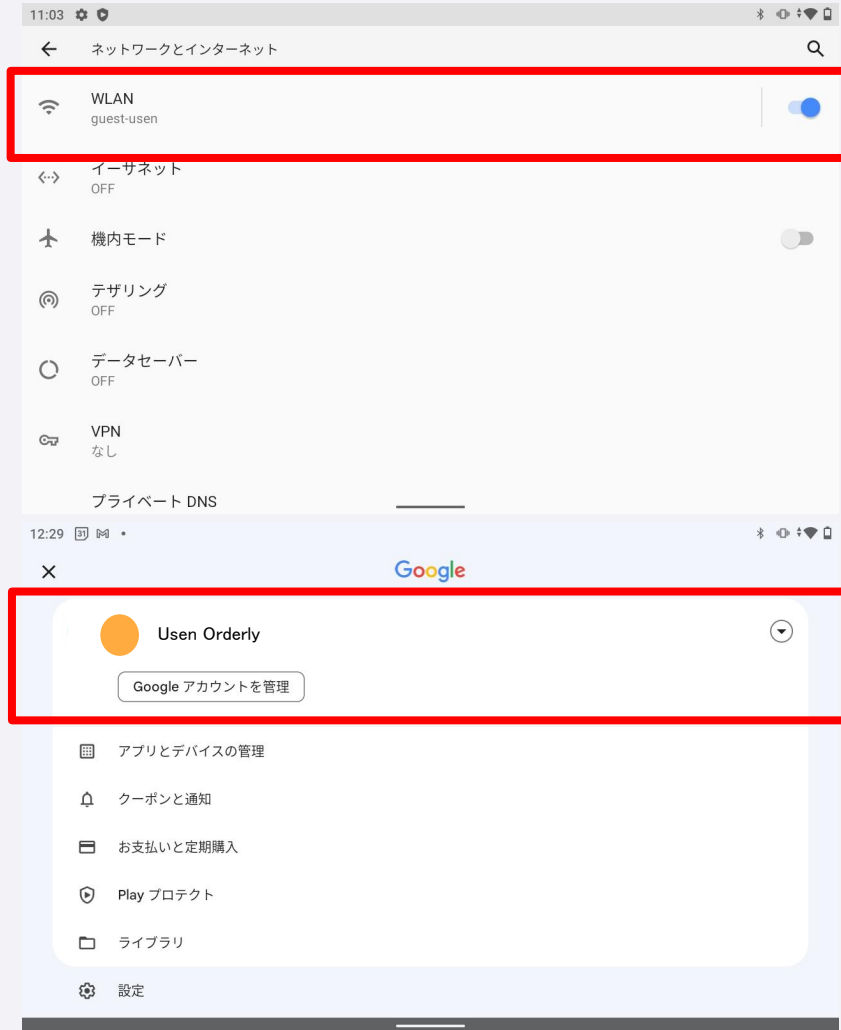 11:03
ネットワークとインターネット
WLAN
guest-usen
イーサネット
OFF
機内モード
テザリング
OFF
データセーバー
OFF
VPN
なし
プライベート DNS
12:29 31
Google
Usen Orderly
Google アカウントを管理
アプリとデバイスの管理
クーポンと通知
お支払いと定期購入
Play プロテクト
ライブラリ
設定